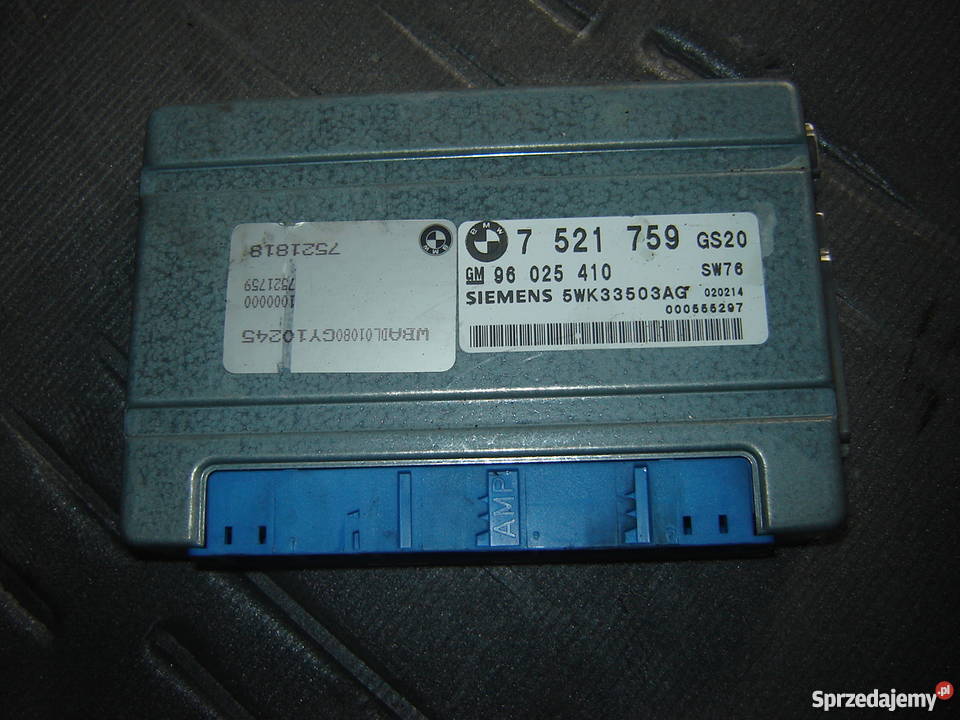 7521818
7521759
1000000
WBADL01080GY10245
BMW
7 521 759 GS20
GM 96 025 410 SW76
SIEMENS 5WK33503AG 020214
000555297
AMP
Sprzedajemy.pl